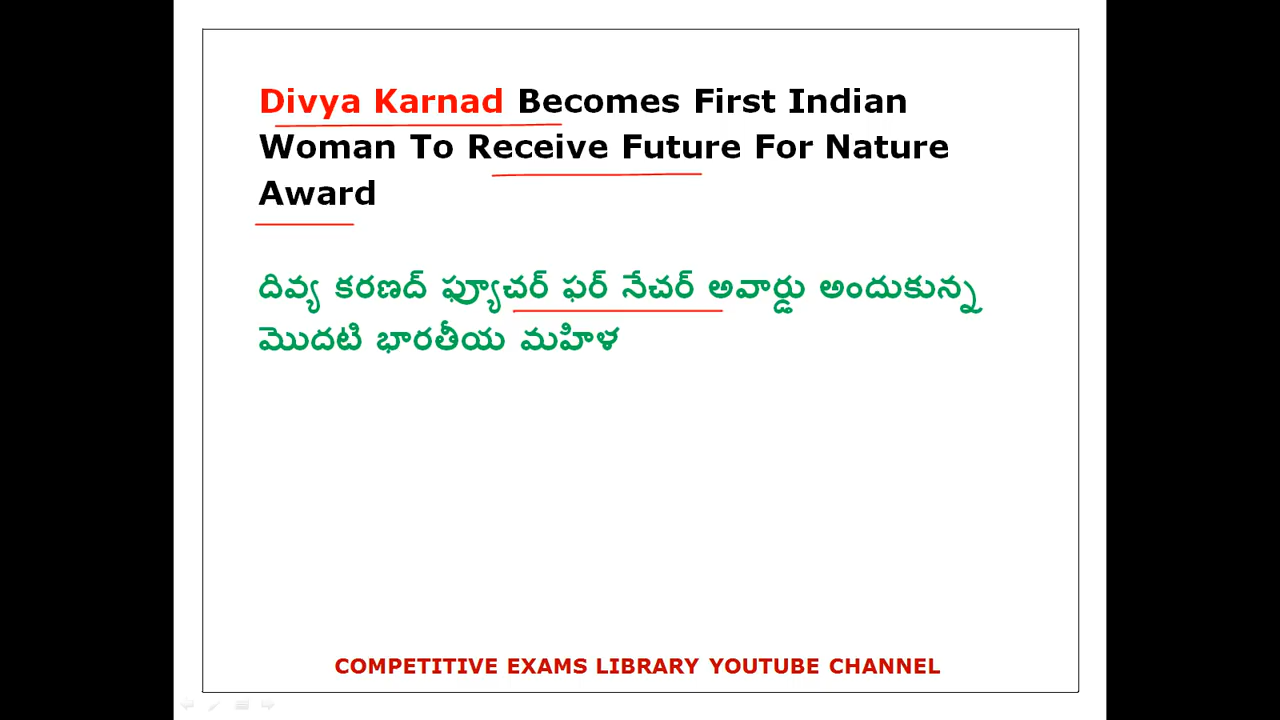 Divya Karnad Becomes First Indian
Woman To Receive Future For Nature
Award
దివ్య కరణద్ ఫ్యూచర్ ఫర్ నేచర్ అవార్డు అందుకున్న
మొదటి భారతీయ మహిళ
COMPETITIVE EXAMS LIBRARY YOUTUBE CHANNEL